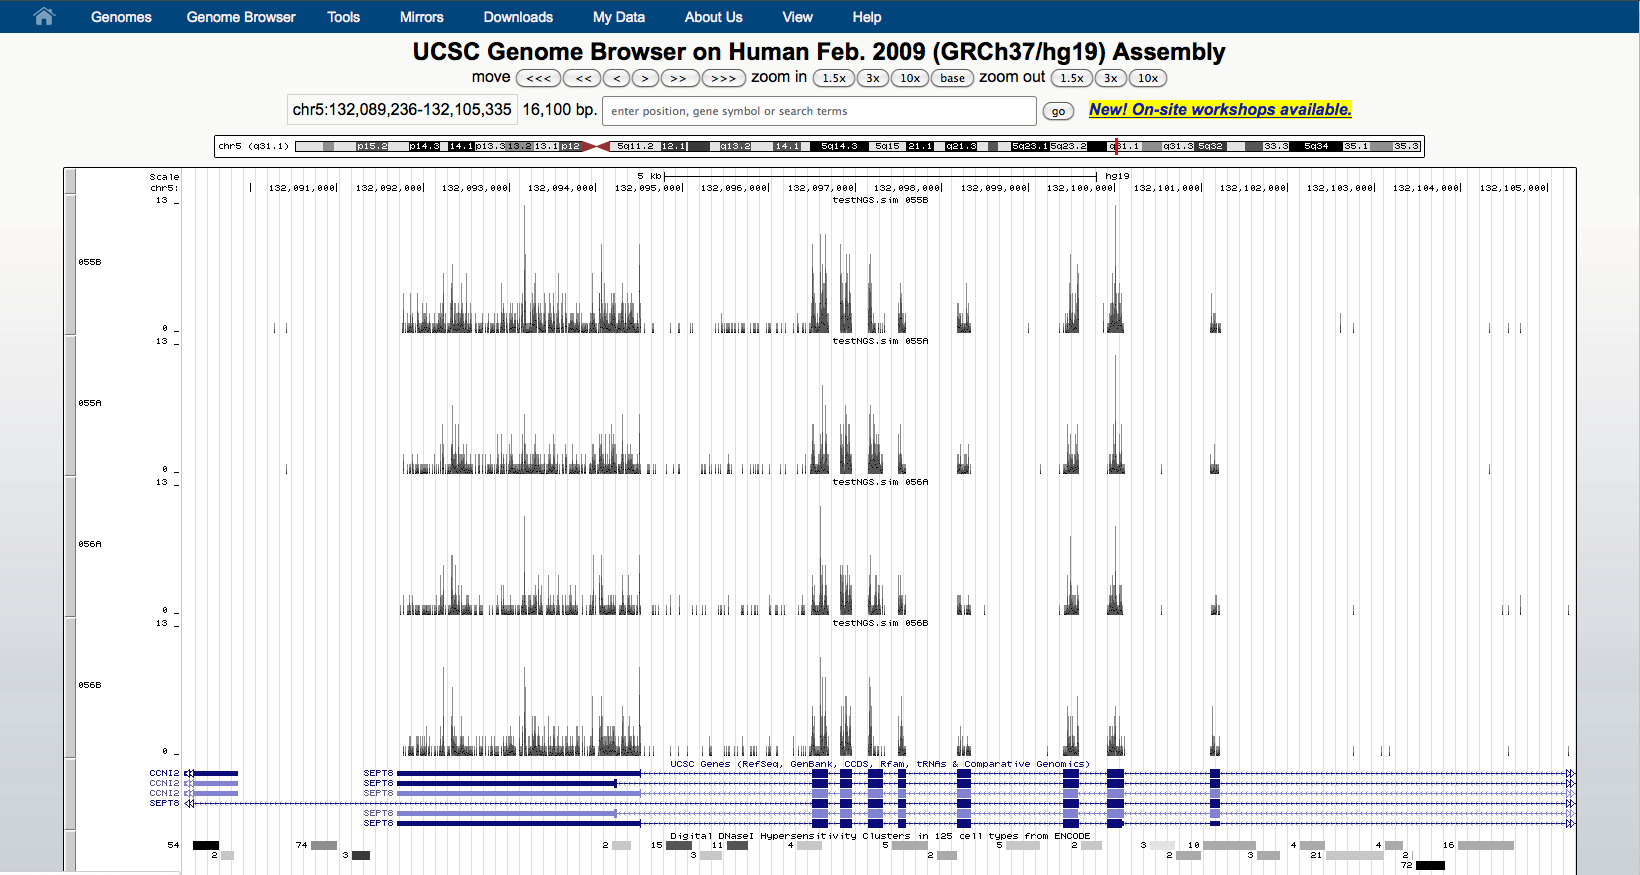 Genomes Genome Browser Tools Mirrors Downloads My Data About Us View Help
UCSC Genome Browser on Human Feb. 2009 (GRCh37/hg19) Assembly
move <<< << < > >> >>> zoom in 1.5x 3x 10x base zoom out 1.5x 3x 10x
chr5:132,089,236-132,105,335 16,100 bp. enter position, gene symbol or search terms go New! On-site workshops available.
chr5 (q31.1) p15.2 p14.3 14.1 p13.3 13.2 13.1 p12 5q11.2 12.1 q13.2 14.1 5q14.3 5q15 21.1 q21.3 5q23.1 5q23.2 q31.1 q31.3 5q32 33.3 5q34 35.1 35.3
Scale 5 kb hg19
chr5: 132,091,000 132,092,000 132,093,000 132,094,000 132,095,000 132,096,000 132,097,000 132,098,000 132,099,000 132,100,000 132,101,000 132,102,000 132,103,000 132,104,000 132,105,000
13 _ testNGS.sim 055B
055B
0 _
13 _ testNGS.sim 055A
055A
0 _
13 _ testNGS.sim 056A
056A
0 _
13 _ testNGS.sim 056B
056B
0 _
UCSC Genes (RefSeq, GenBank, CCDS, Rfam, tRNAs & Comparative Genomics)
CCNI2 SEPT8
CCNI2 SEPT8
CCNI2 SEPT8
SEPT8
SEPT8
SEPT8
Digital DNaseI Hypersensitivity Clusters in 125 cell types from ENCODE
54 74 2 15 11 4 5 5 2 3 10 4 4 16
2 3 3 2 2 3 21 2
72